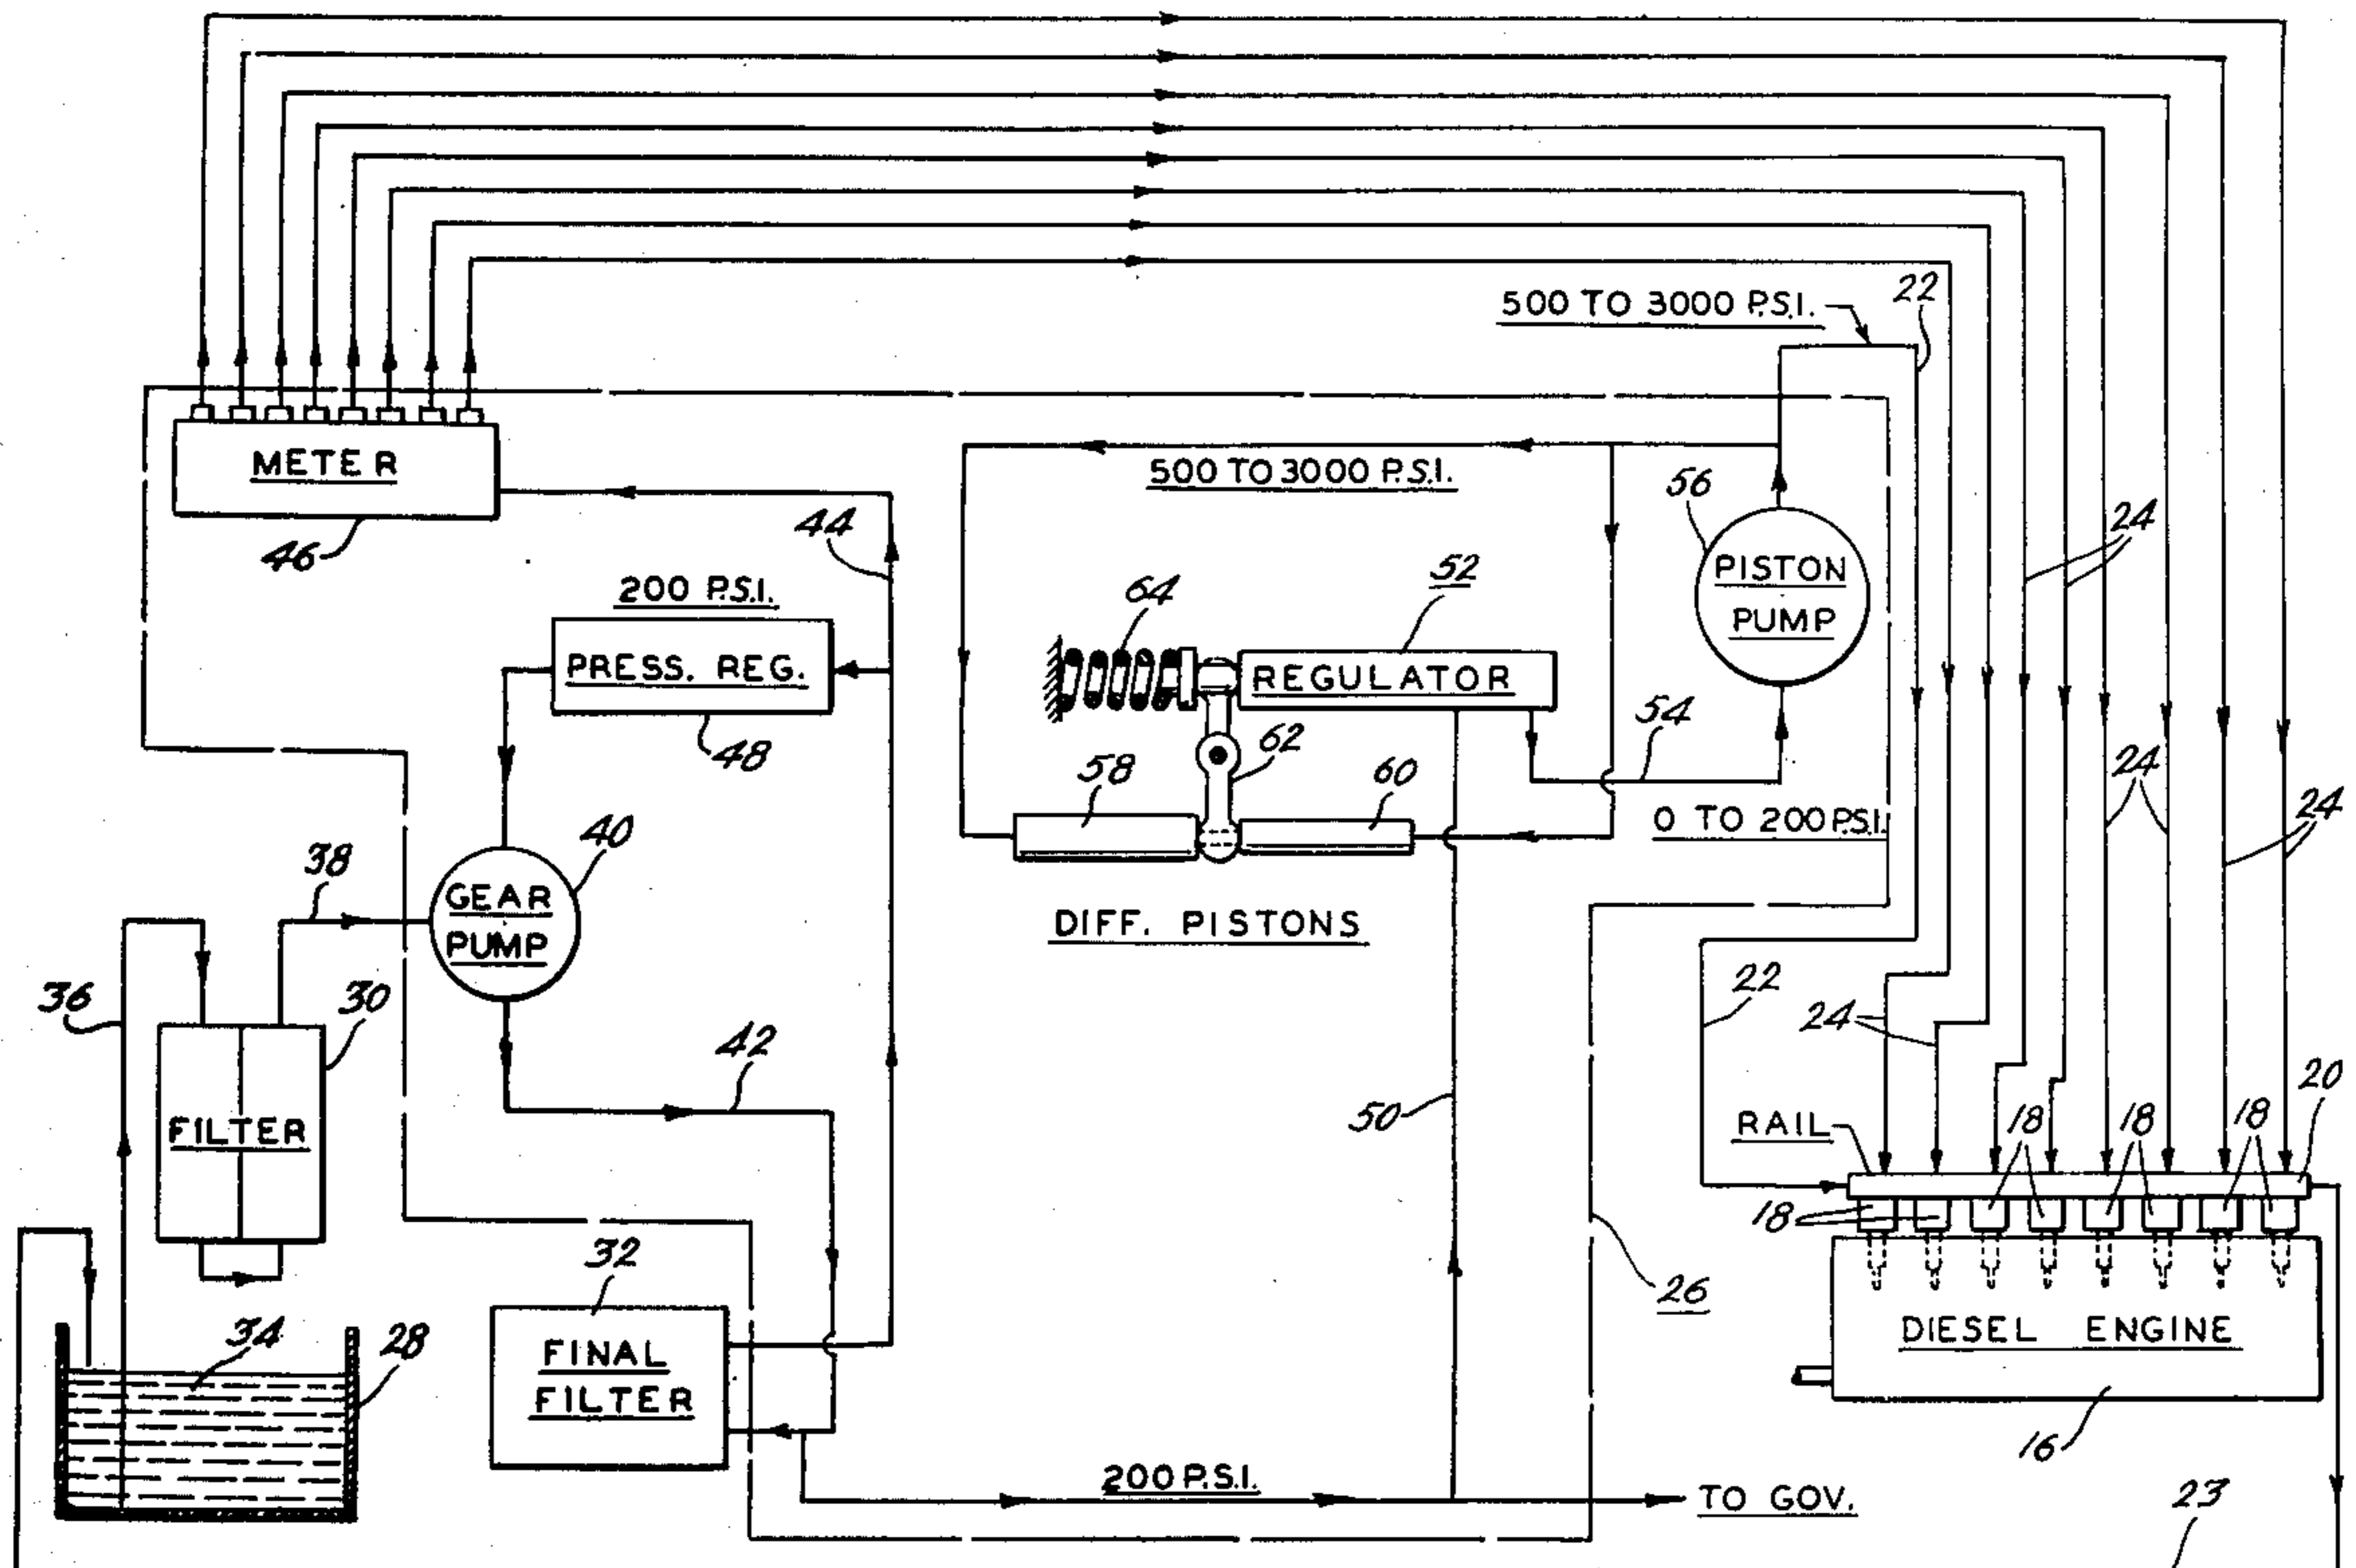 500 TO 3000 P.S.I.
22
METER
46
500 TO 3000 P.S.I.
56
PISTON
PUMP
24
44
200 P.S.I.
PRESS. REG.
48
64
52
REGULATOR
54
62
58
60
0 TO 200 P.S.I.
24
24
40
GEAR
PUMP
38
DIFF. PISTONS
36
30
FILTER
42
22
24
50
RAIL
18
18
18
20
18
32
FINAL
FILTER
26
34
28
DIESEL ENGINE
16
200 P.S.I.
TO GOV.
23